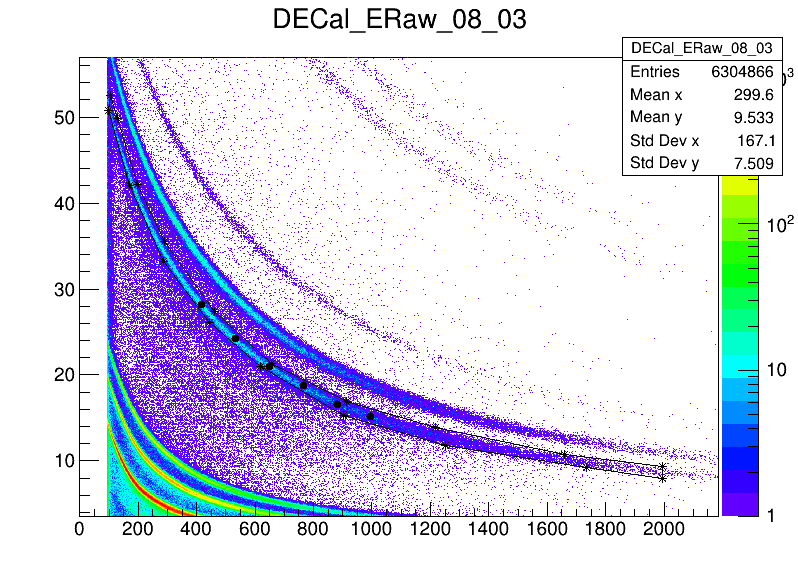 DECal_ERaw_08_03
DECal_ERaw_08_03
Entries 6304866
Mean x 299.6
Mean y 9.533
Std Dev x 167.1
Std Dev y 7.509
50
40
30
20
10
10²
10
1
0 200 400 600 800 1000 1200 1400 1600 1800 2000